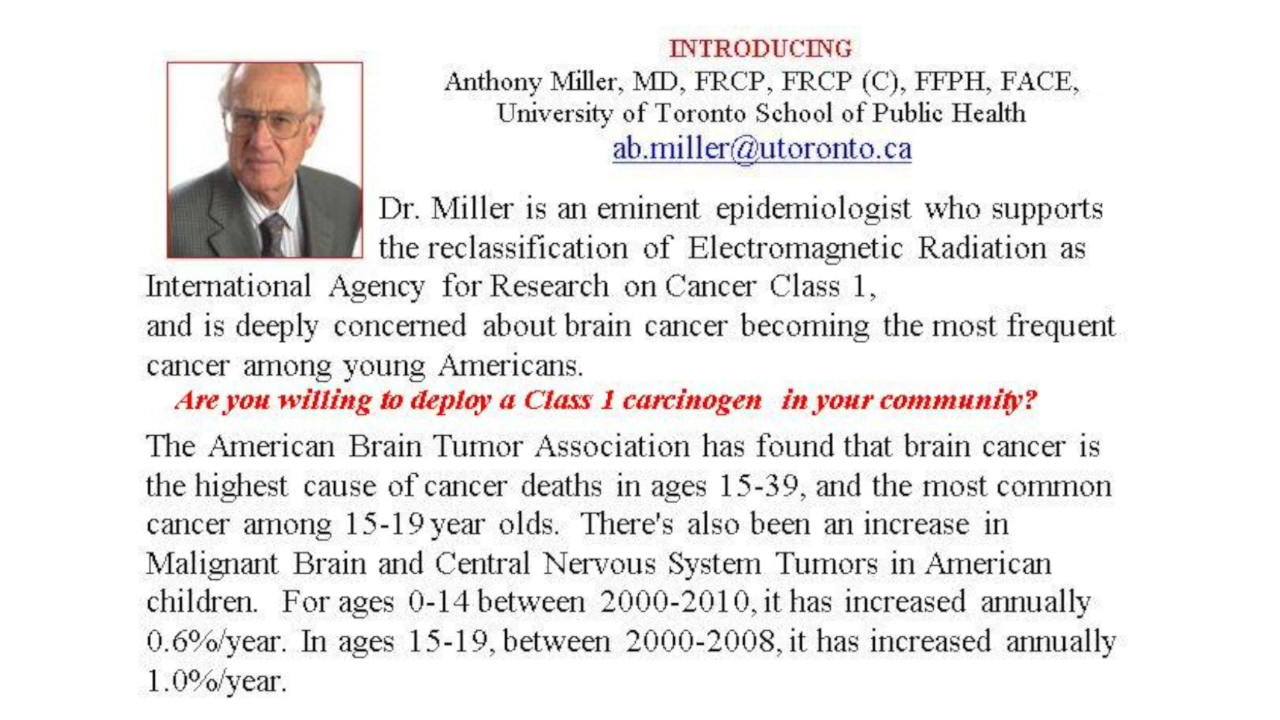 INTRODUCING
Anthony Miller, MD, FRCP, FRCP (C), FFPH, FACE,
University of Toronto School of Public Health
ab.miller@utoronto.ca
Dr. Miller is an eminent epidemiologist who supports
the reclassification of Electromagnetic Radiation as
International Agency for Research on Cancer Class 1,
and is deeply concerned about brain cancer becoming the most frequent
cancer among young Americans.
Are you willing to deploy a Class 1 carcinogen in your community?
The American Brain Tumor Association has found that brain cancer is
the highest cause of cancer deaths in ages 15-39, and the most common
cancer among 15-19 year olds. There's also been an increase in
Malignant Brain and Central Nervous System Tumors in American
children. For ages 0-14 between 2000-2010, it has increased annually
0.6%/year. In ages 15-19, between 2000-2008, it has increased annually
1.0%/year.